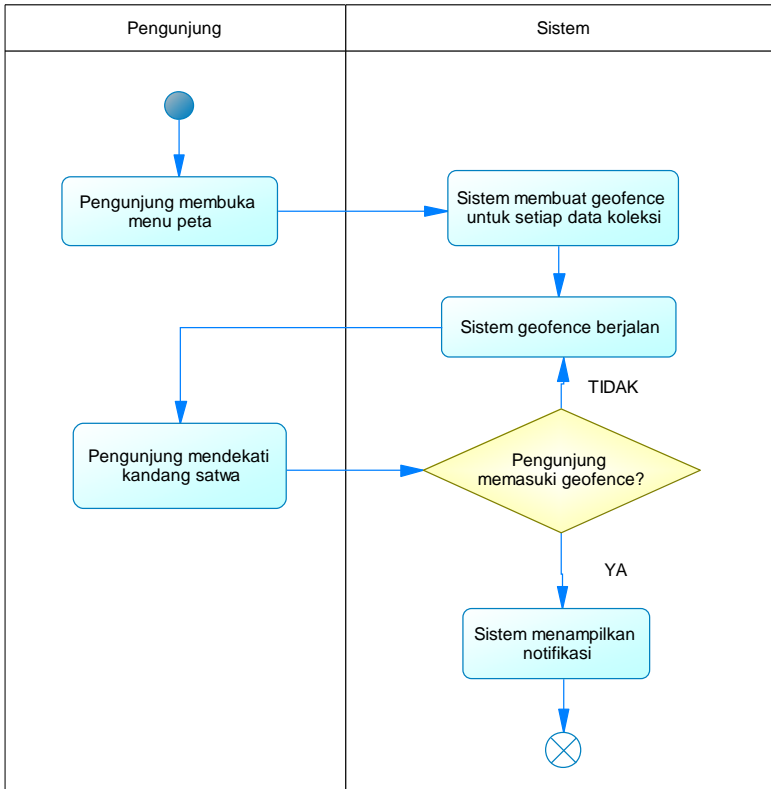 Pengunjung
Sistem
Pengunjung membuka
menu peta
Sistem membuat geofence
untuk setiap data koleksi
Sistem geofence berjalan
TIDAK
Pengunjung mendekati
kandang satwa
Pengunjung
memasuki geofence?
YA
Sistem menampilkan
notifikasi